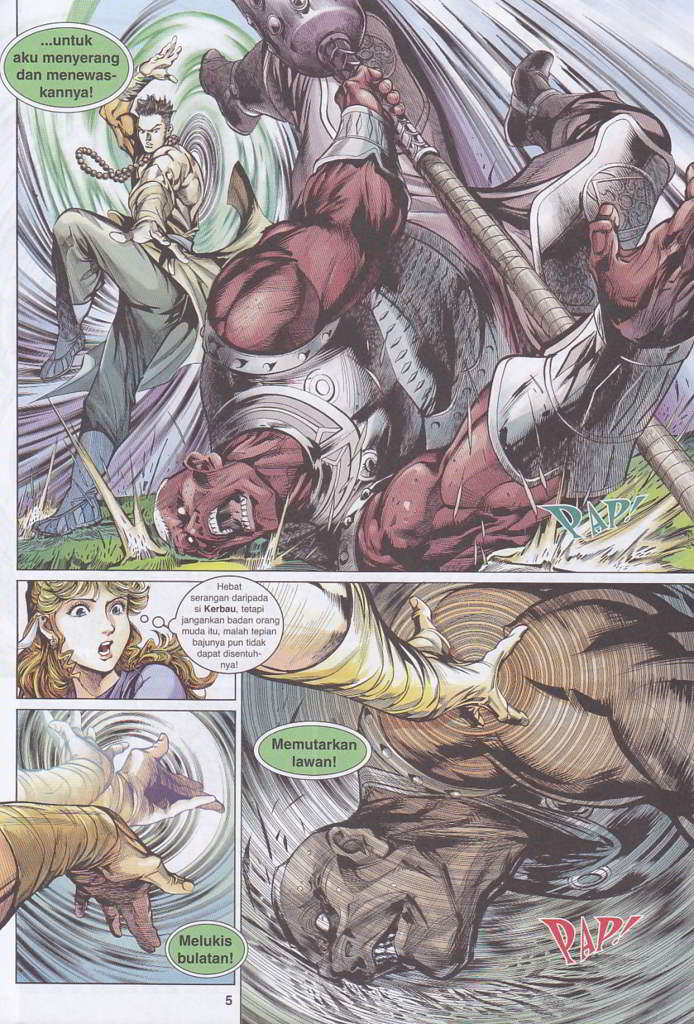 ...untuk
aku menyerang
dan menewas-
kannya!
PAP!
Hebat
serangan daripada
si Kerbau, tetapi
jangankan badan orang
muda itu, malah tepian
bajunya pun tidak
dapat disentuh-
nya!
Memutarkan
lawan!
Melukis
bulatan!
PAP!
5